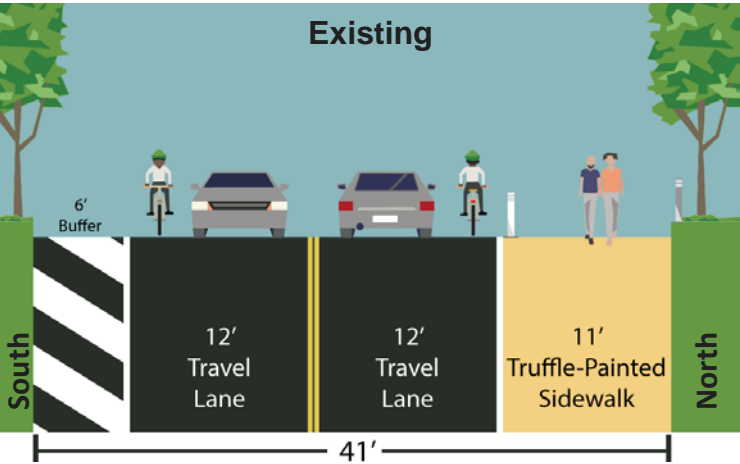 Existing
6'
Buffer
12'
Travel
Lane
12'
Travel
Lane
11'
Truffle-Painted
Sidewalk
South
North
41'